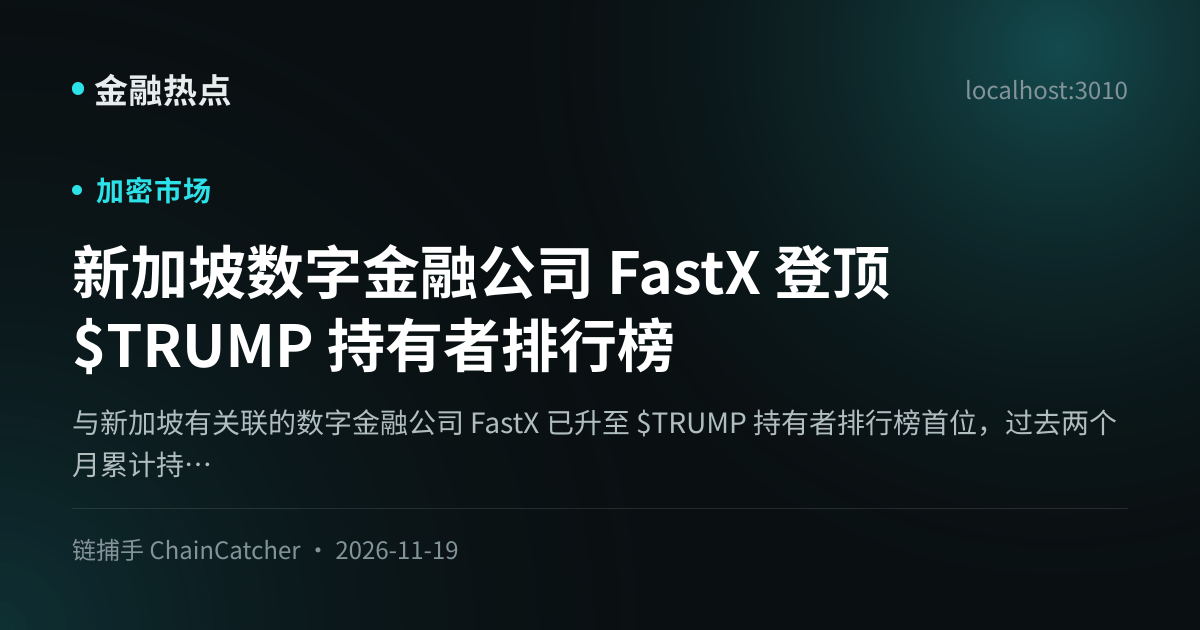 金融热点
localhost:3010
加密市场
新加坡数字金融公司 FastX 登顶
$TRUMP 持有者排行榜
与新加坡有关联的数字金融公司 FastX 已升至 $TRUMP 持有者排行榜首位，过去两个
月累计持…
链捕手 ChainCatcher · 2026-11-19